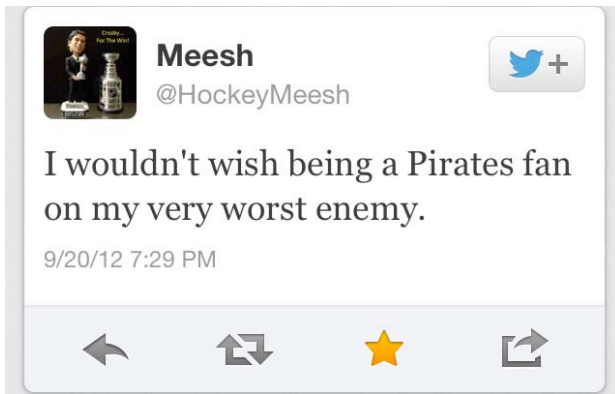 Crosby...
For The Win!
Meesh
@HockeyMeesh
I wouldn't wish being a Pirates fan
on my very worst enemy.
9/20/12 7:29 PM